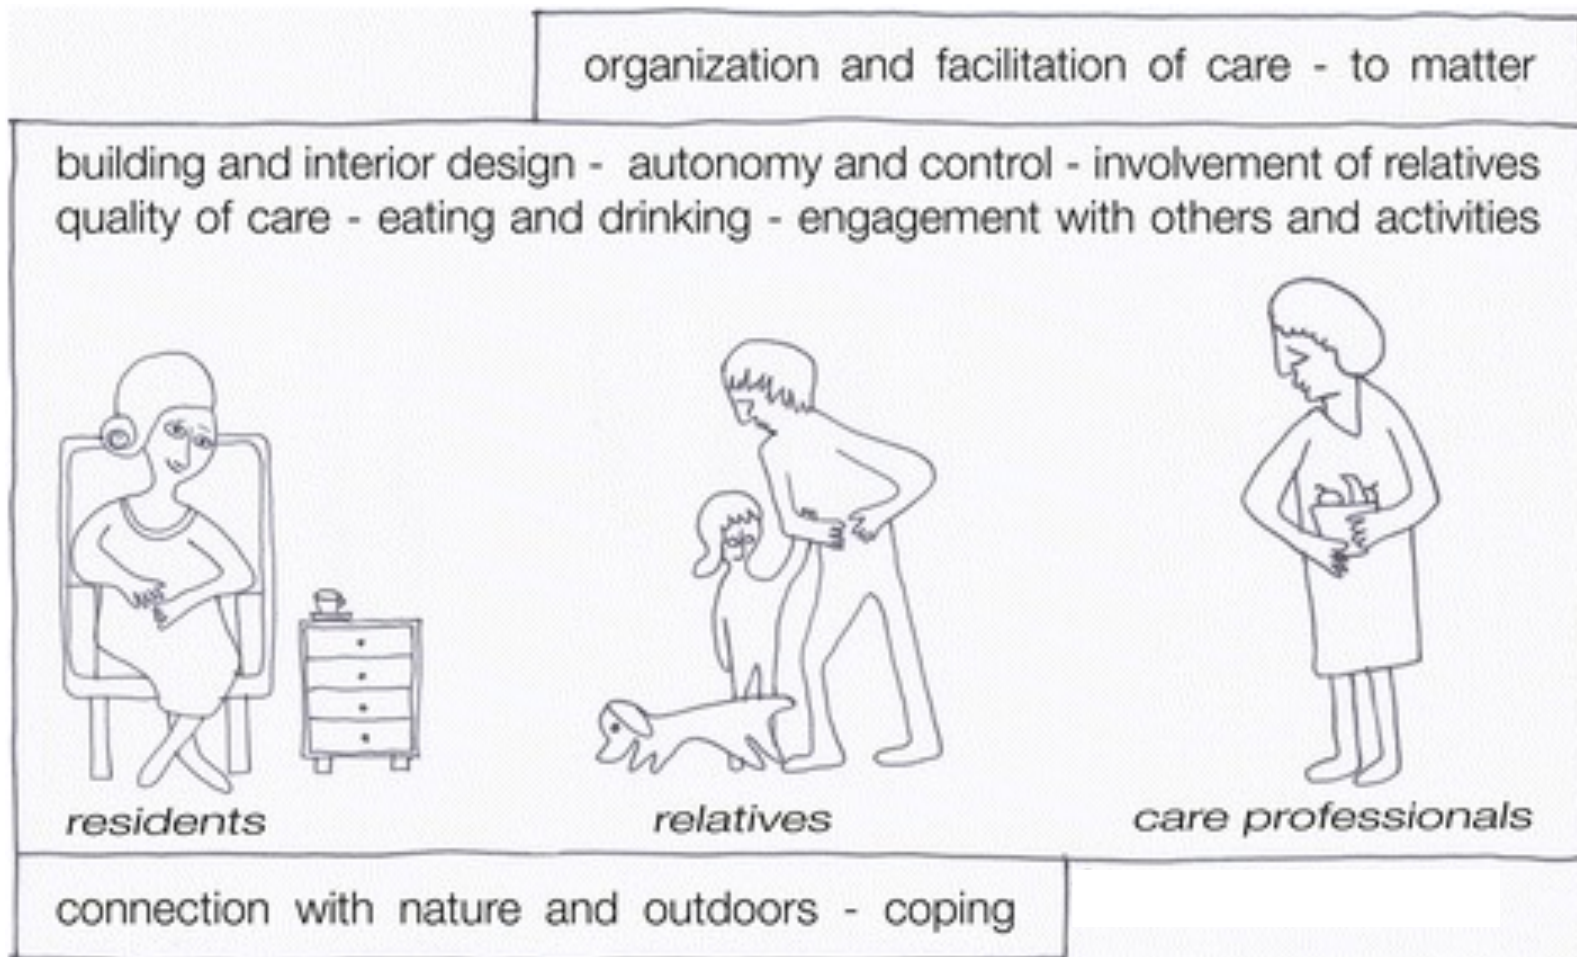 organization and facilitation of care - to matter
building and interior design - autonomy and control - involvement of relatives
quality of care - eating and drinking - engagement with others and activities
residents
relatives
care professionals
connection with nature and outdoors - coping